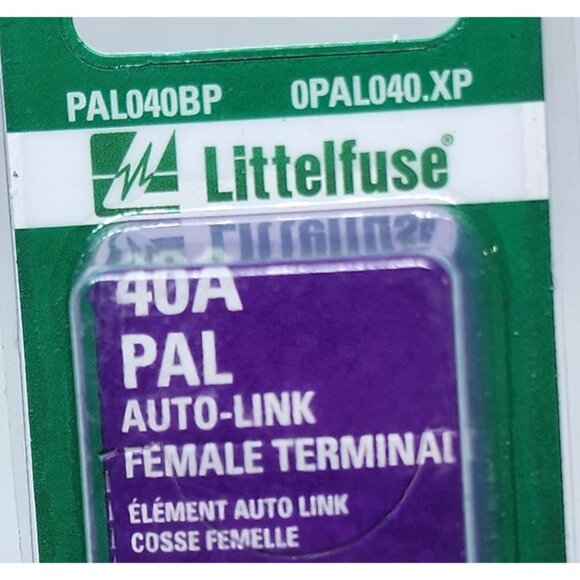 PAL040BP 0PAL040.XP
Littelfuse®
40A
PAL
AUTO-LINK
FEMALE TERMINAL
ÉLÉMENT AUTO LINK
COSSE FEMELLE